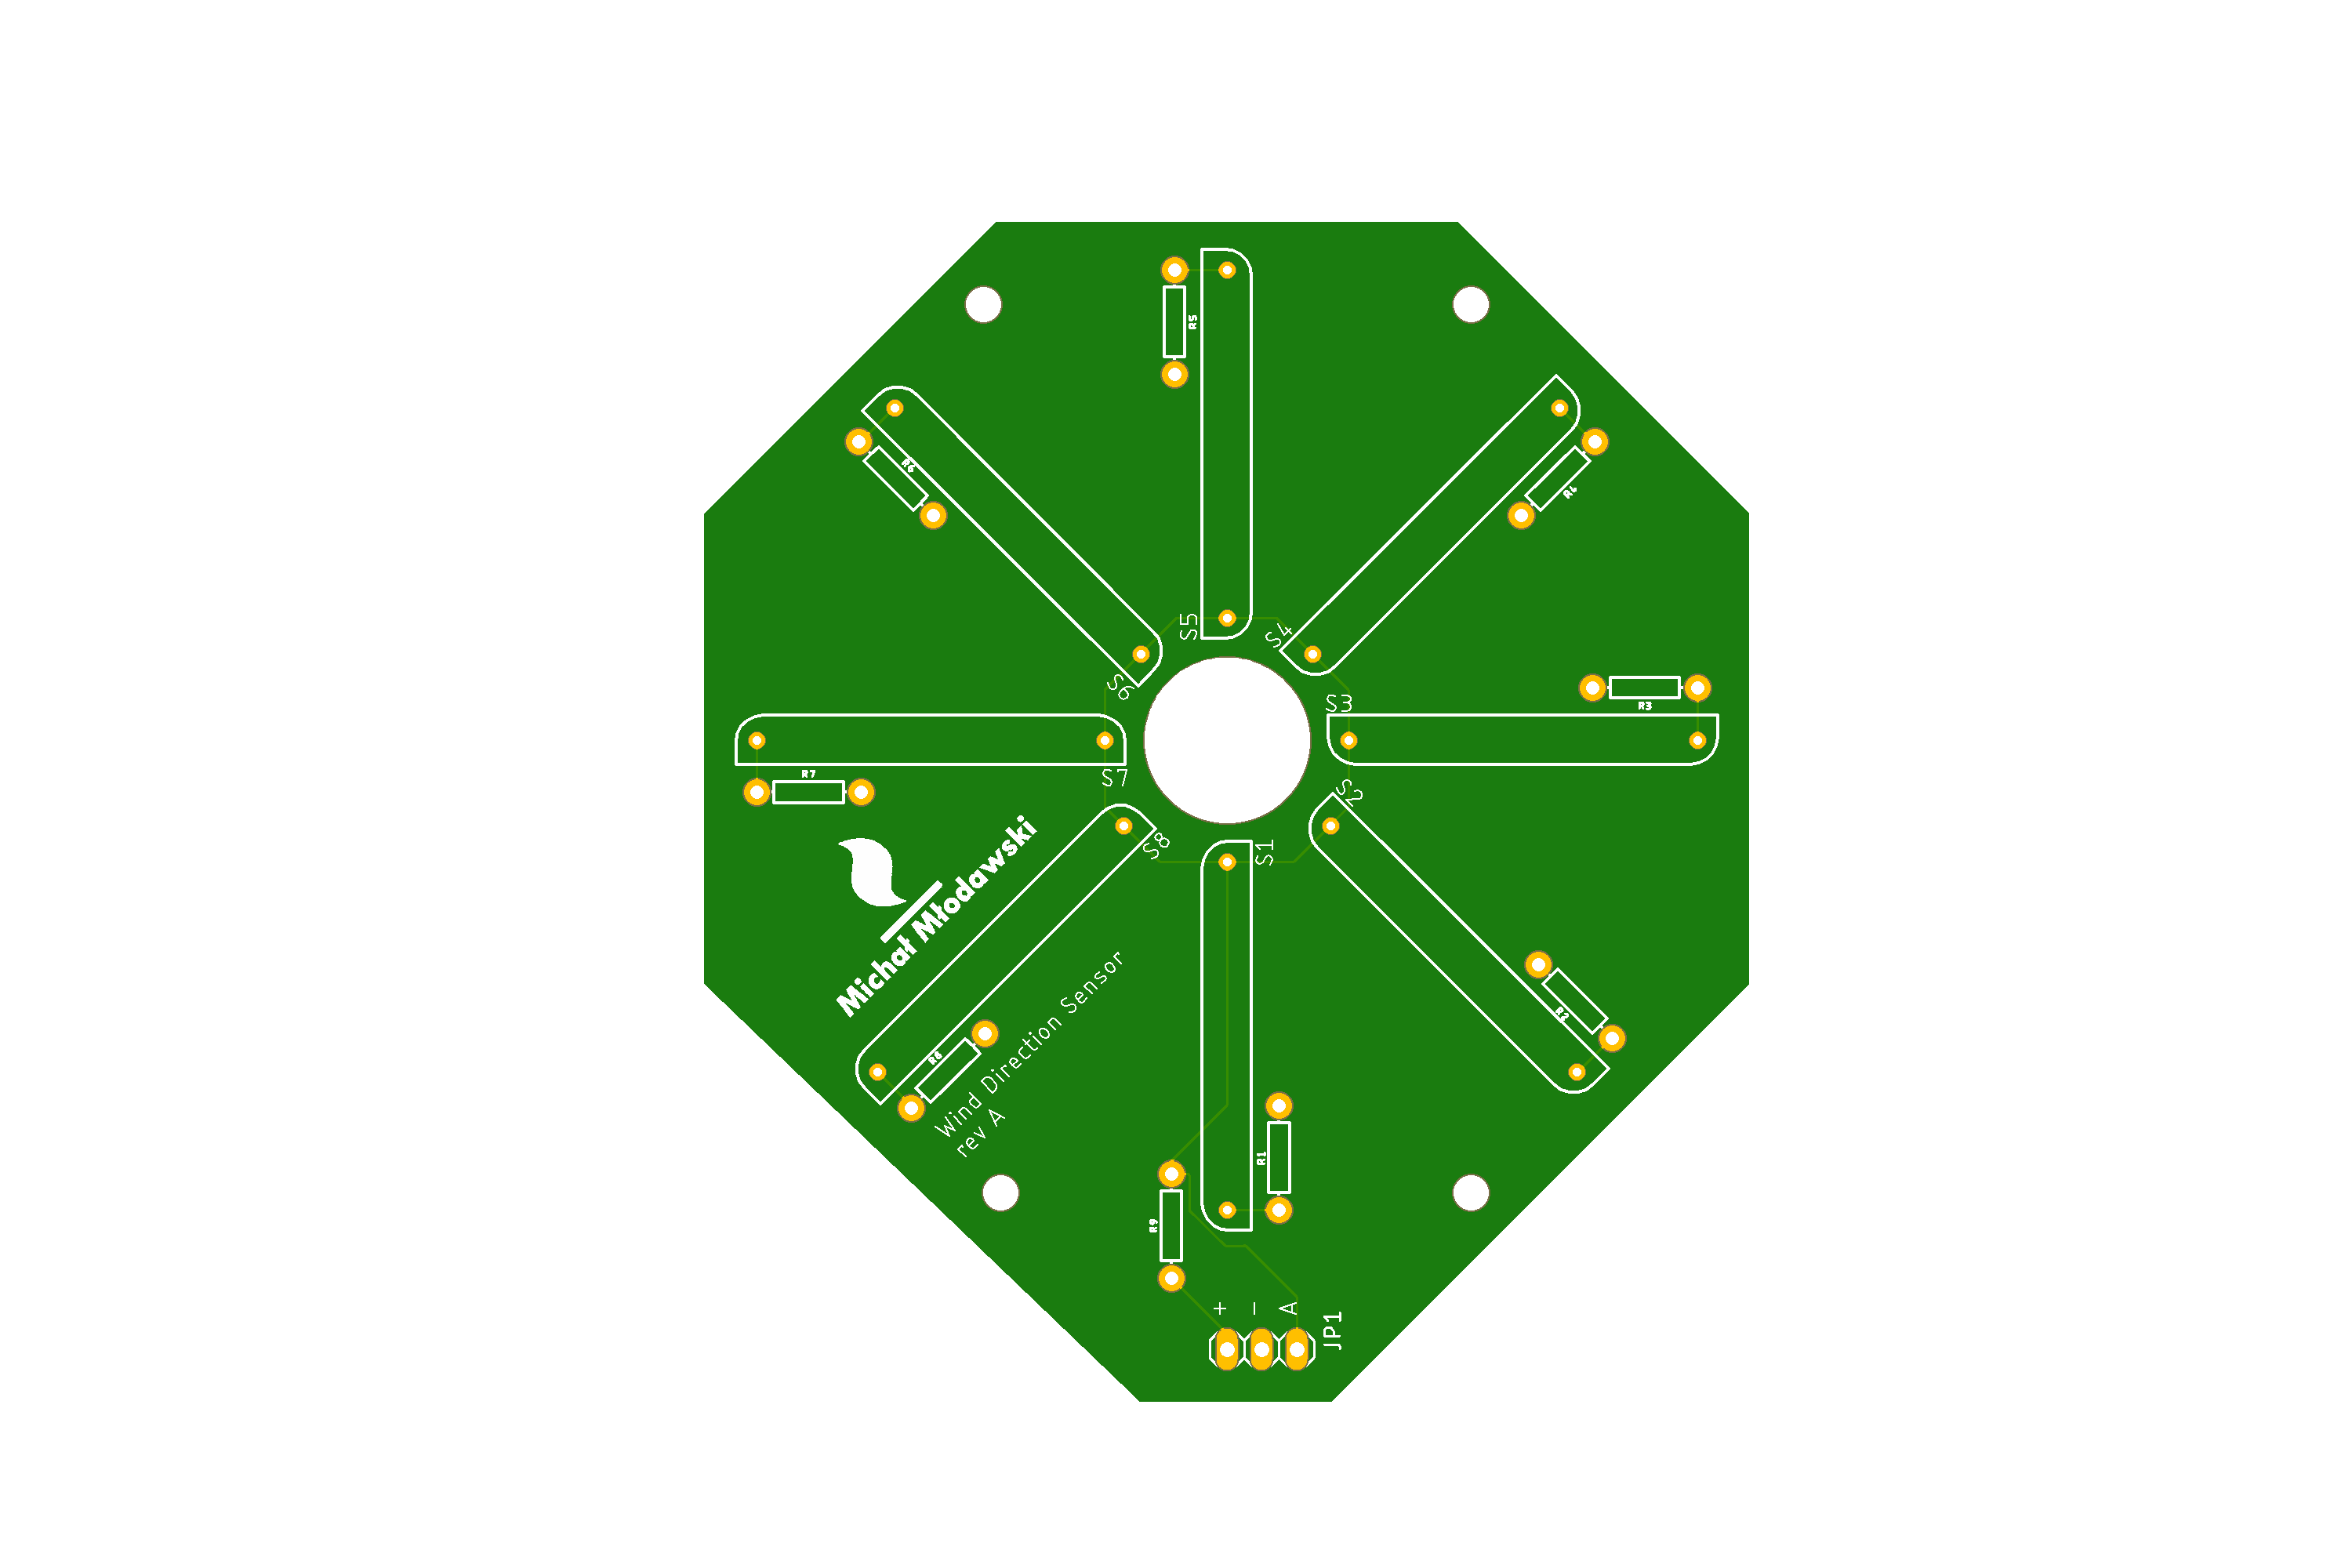 R5
R6
R4
S5
S4
S6
S3
R3
R7
S7
S2
S8
S1
Michał Młodawski
Wind Direction Sensor
rev A
R8
R2
R1
R9
+ - A
JP1